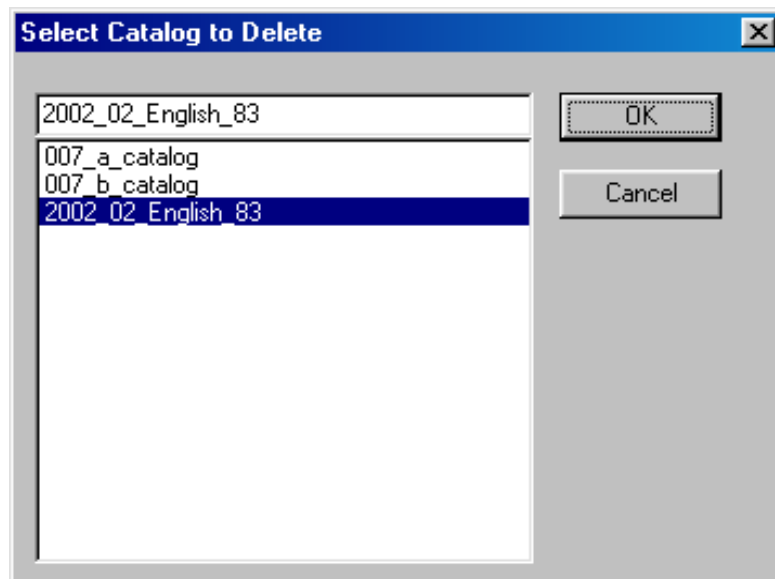 Select Catalog to Delete
2002_02_English_83
OK
007_a_catalog
007_b_catalog
2002_02_English_83
Cancel